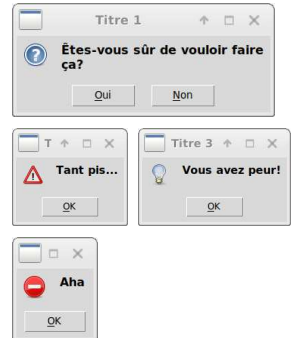 Titre 1
Êtes-vous sûr de vouloir faire
ça?
Oui Non
T
Tant pis...
OK
Titre 3
Vous avez peur!
OK
Aha
OK